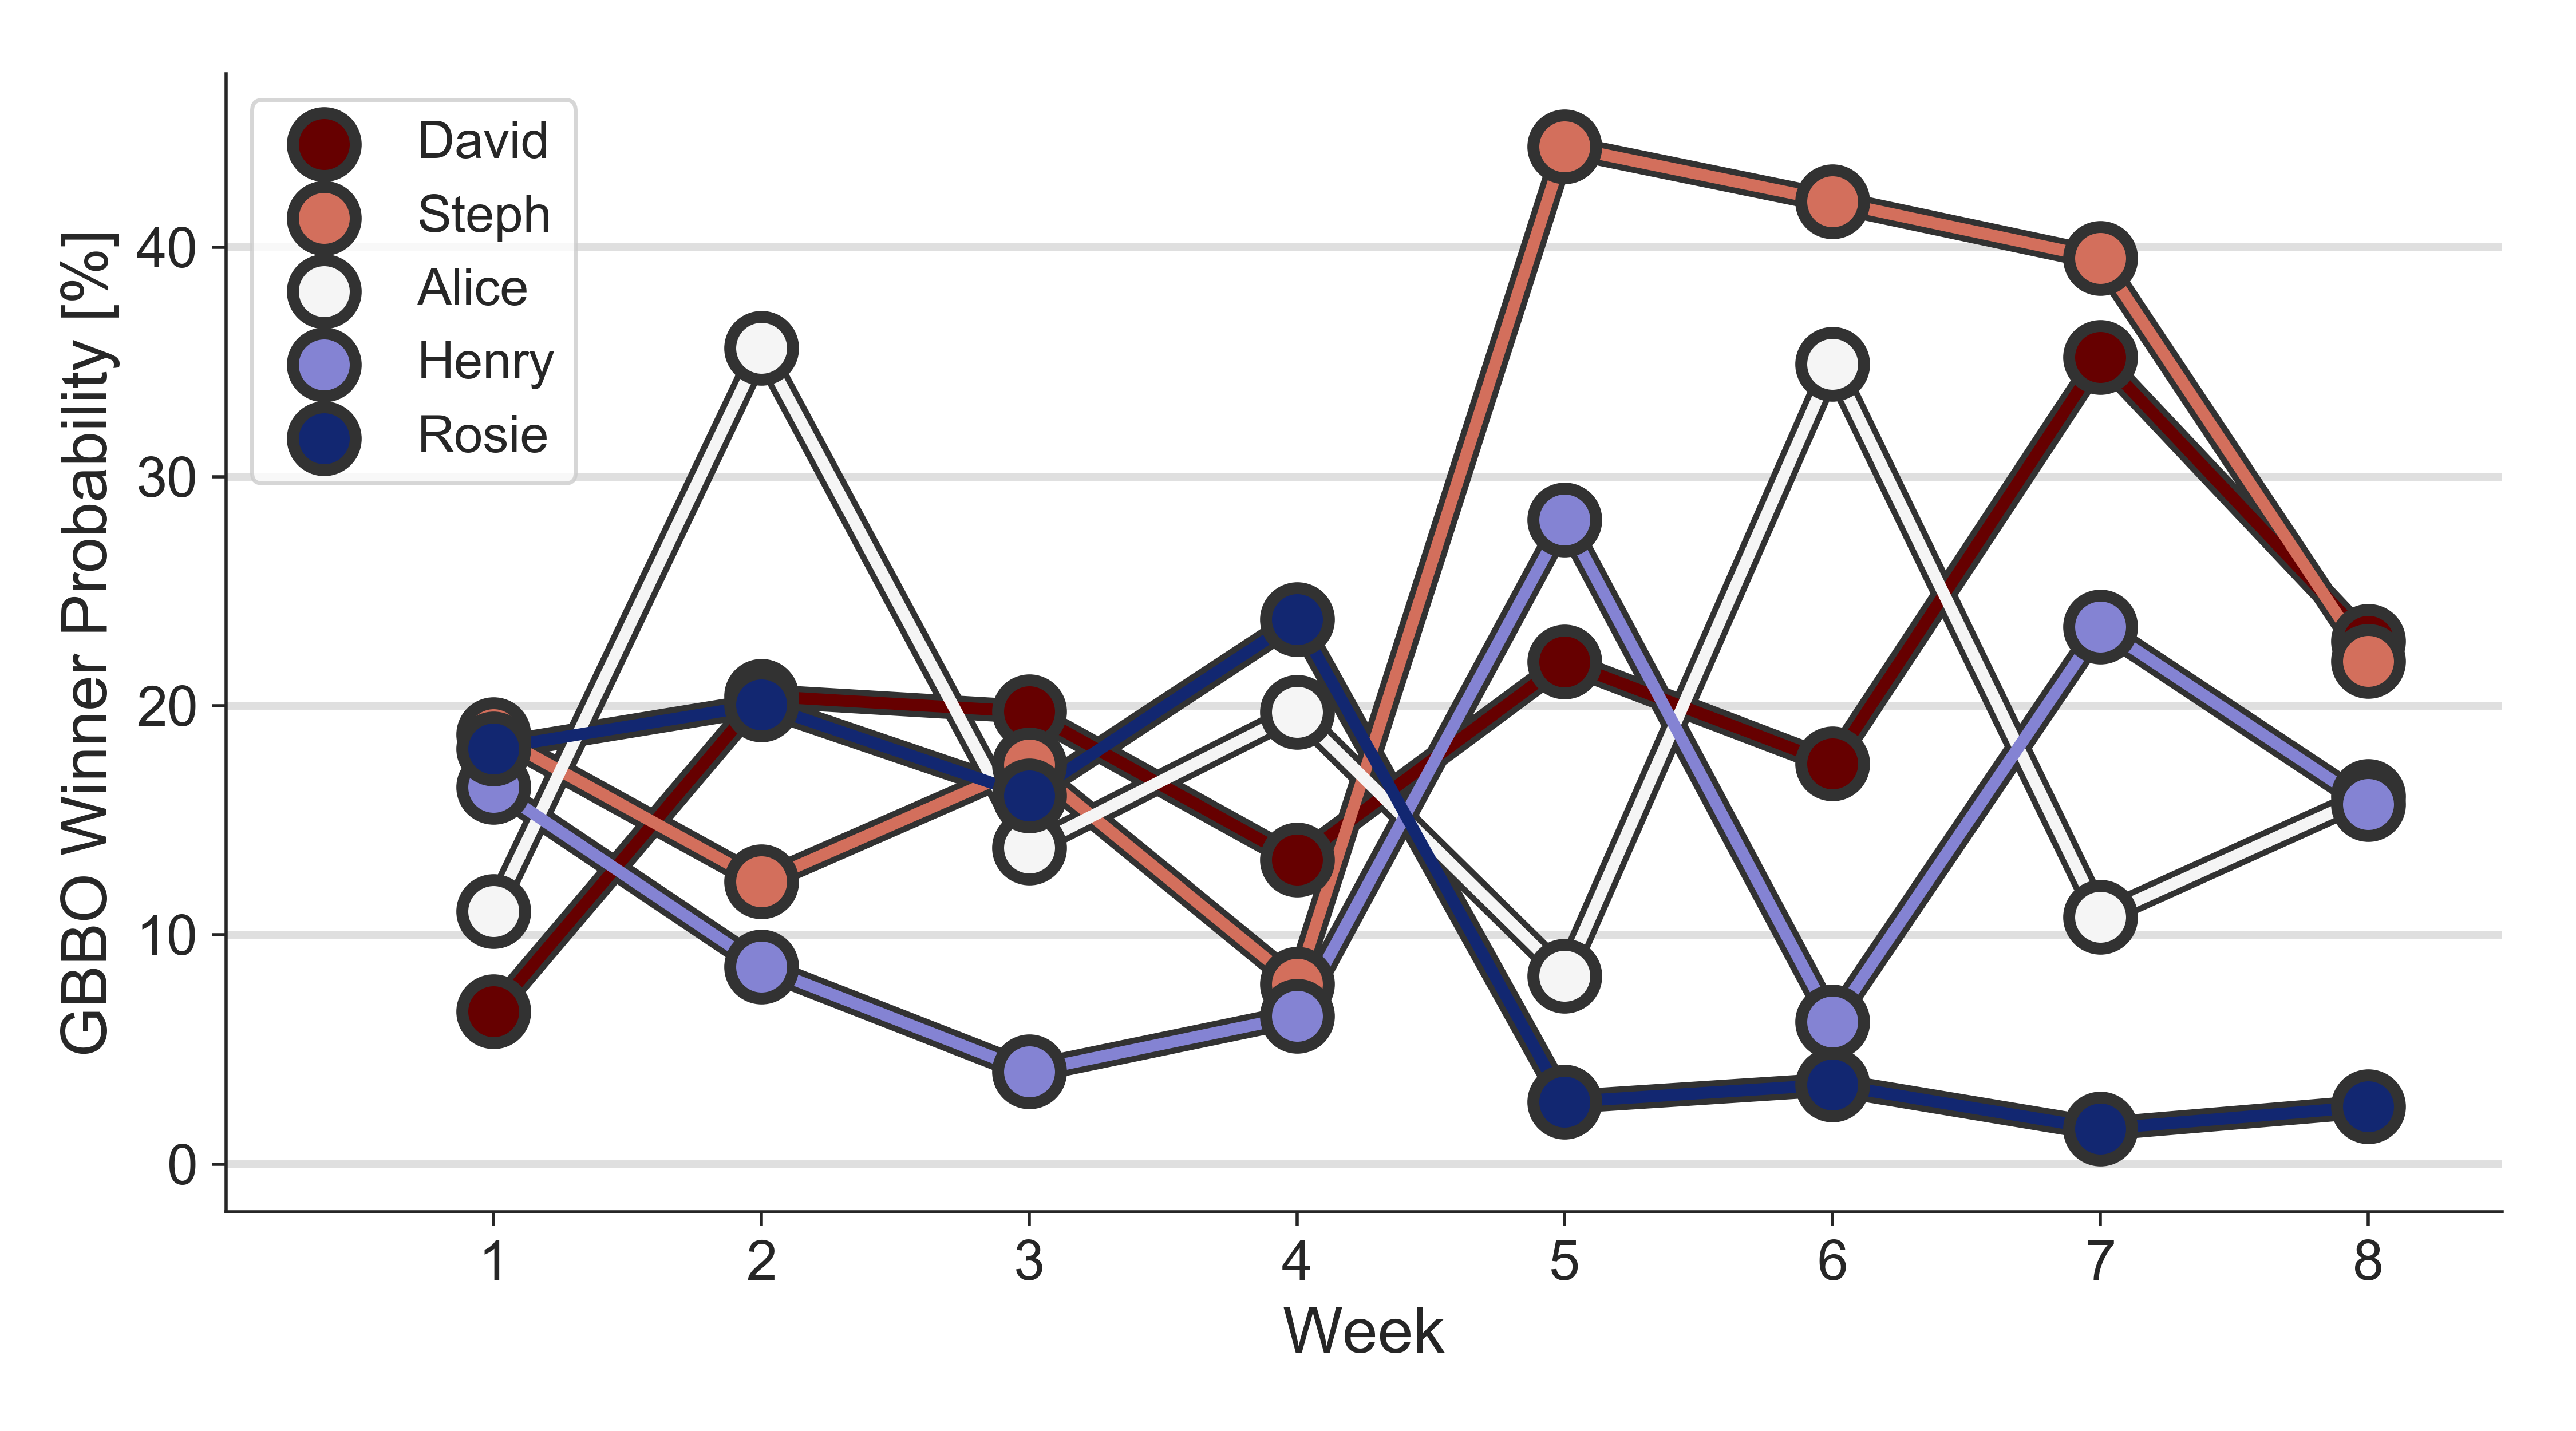 David
Steph
Alice
Henry
Rosie
GBBO Winner Probability [%]
40
30
20
10
0
1 2 3 4 5 6 7 8
Week